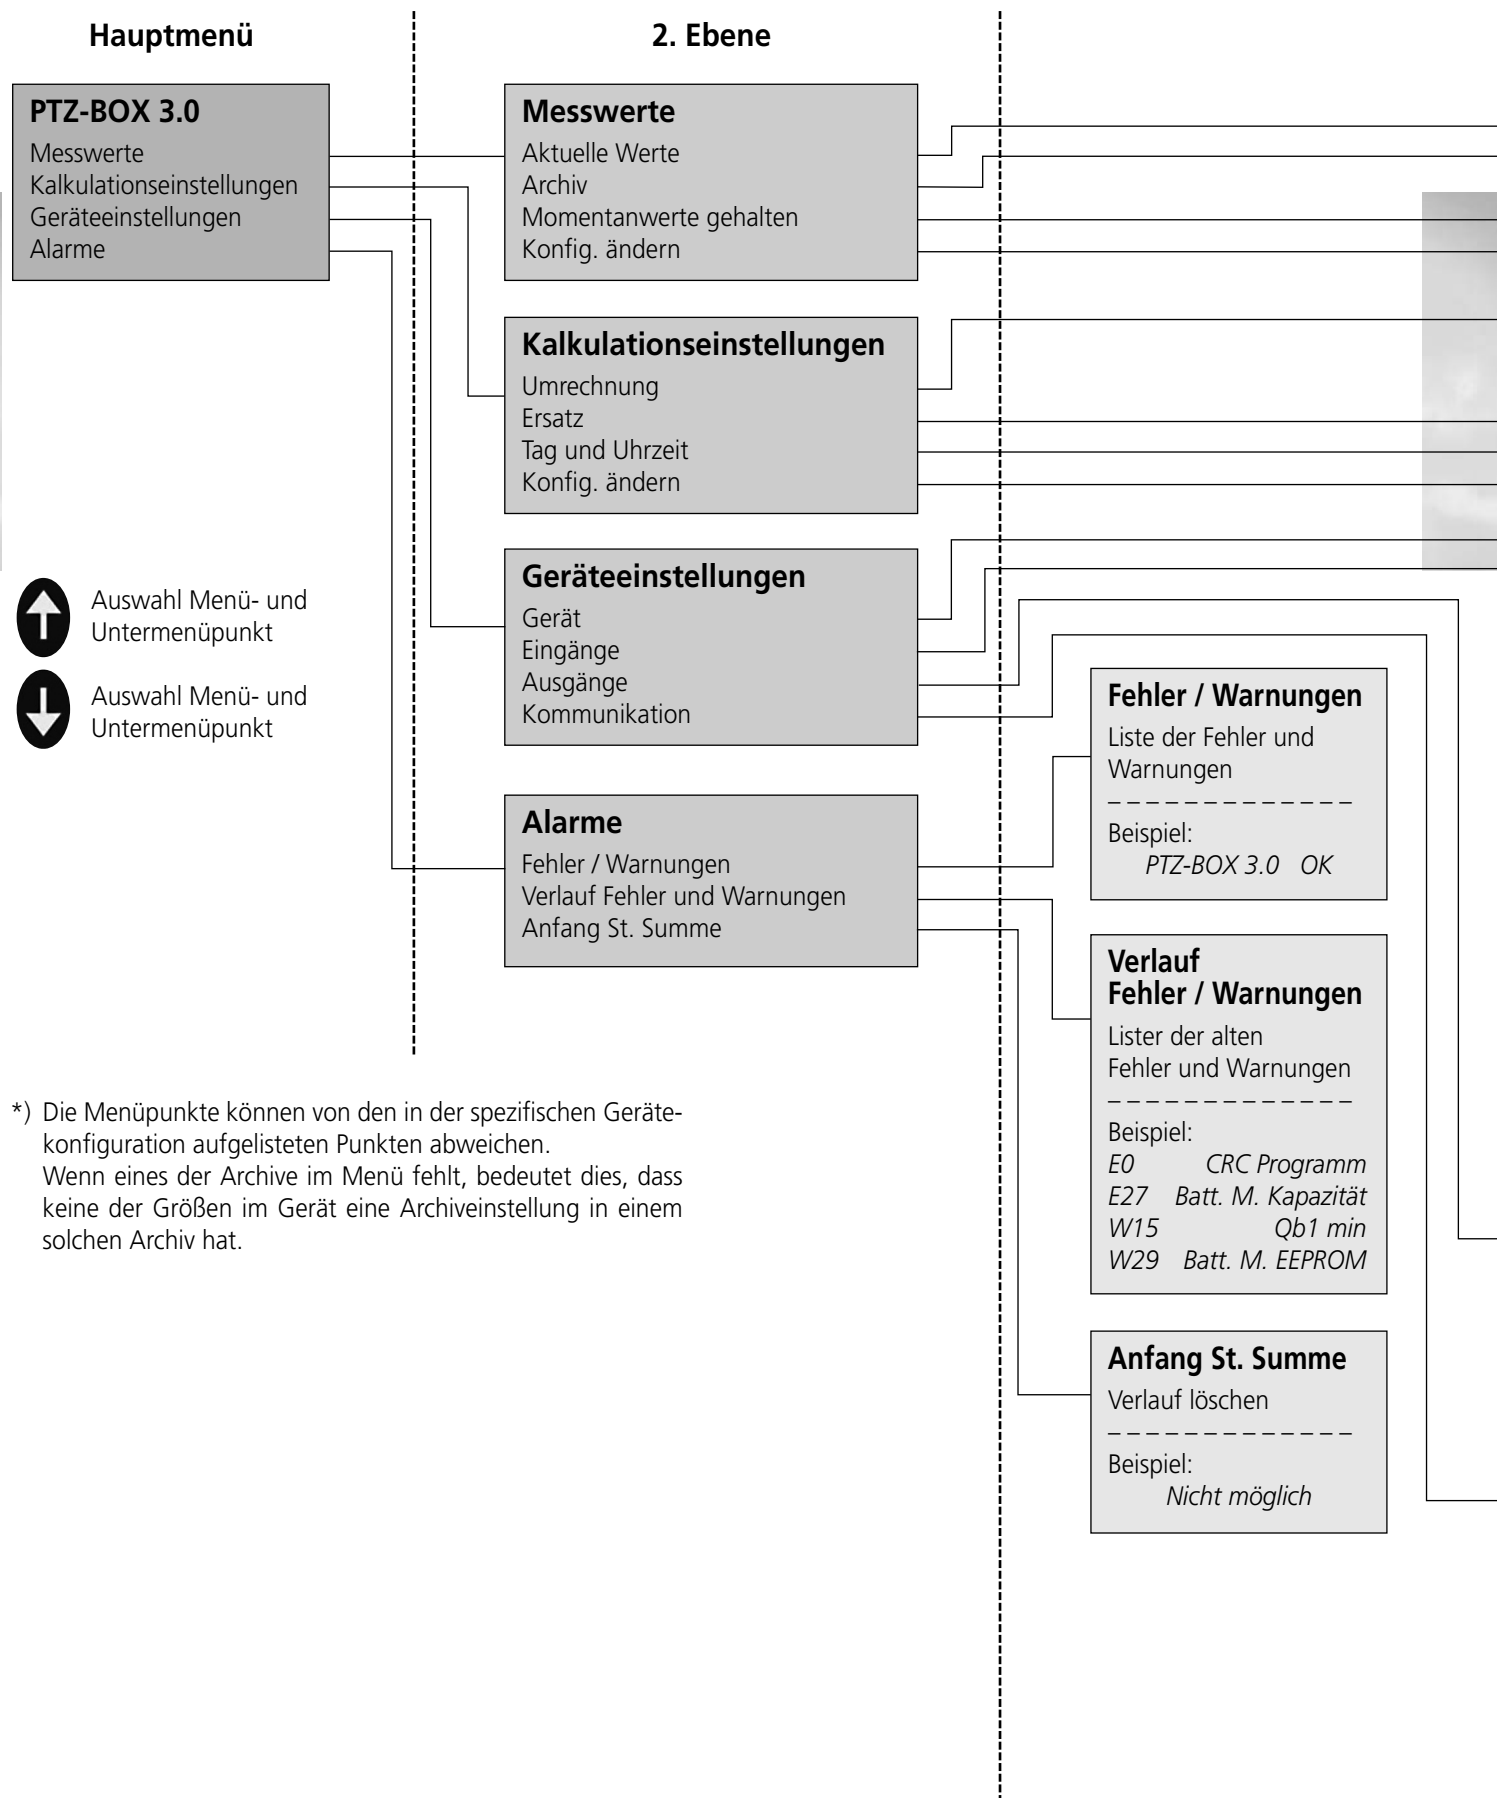 Hauptmenü
2. Ebene
PTZ-BOX 3.0
Messwerte
Kalkulationseinstellungen
Geräteeinstellungen
Alarme
Messwerte
Aktuelle Werte
Archiv
Momentanwerte gehalten
Konfig. ändern
Kalkulationseinstellungen
Umrechnung
Ersatz
Tag und Uhrzeit
Konfig. ändern
Geräteeinstellungen
Gerät
Eingänge
Ausgänge
Kommunikation
Auswahl Menü- und
Untermenüpunkt
Auswahl Menü- und
Untermenüpunkt
Alarme
Fehler / Warnungen
Verlauf Fehler und Warnungen
Anfang St. Summe
Fehler / Warnungen
Liste der Fehler und
Warnungen
– – – – – – – – – – – – –
Beispiel:
PTZ-BOX 3.0 OK
Verlauf
Fehler / Warnungen
Lister der alten
Fehler und Warnungen
– – – – – – – – – – – – –
Beispiel:
E0 CRC Programm
E27 Batt. M. Kapazität
W15 Qb1 min
W29 Batt. M. EEPROM
Anfang St. Summe
Verlauf löschen
– – – – – – – – – – – – –
Beispiel:
Nicht möglich
*) Die Menüpunkte können von den in der spezifischen Geräte-
konfiguration aufgelisteten Punkten abweichen.
Wenn eines der Archive im Menü fehlt, bedeutet dies, dass
keine der Größen im Gerät eine Archiveinstellung in einem
solchen Archiv hat.